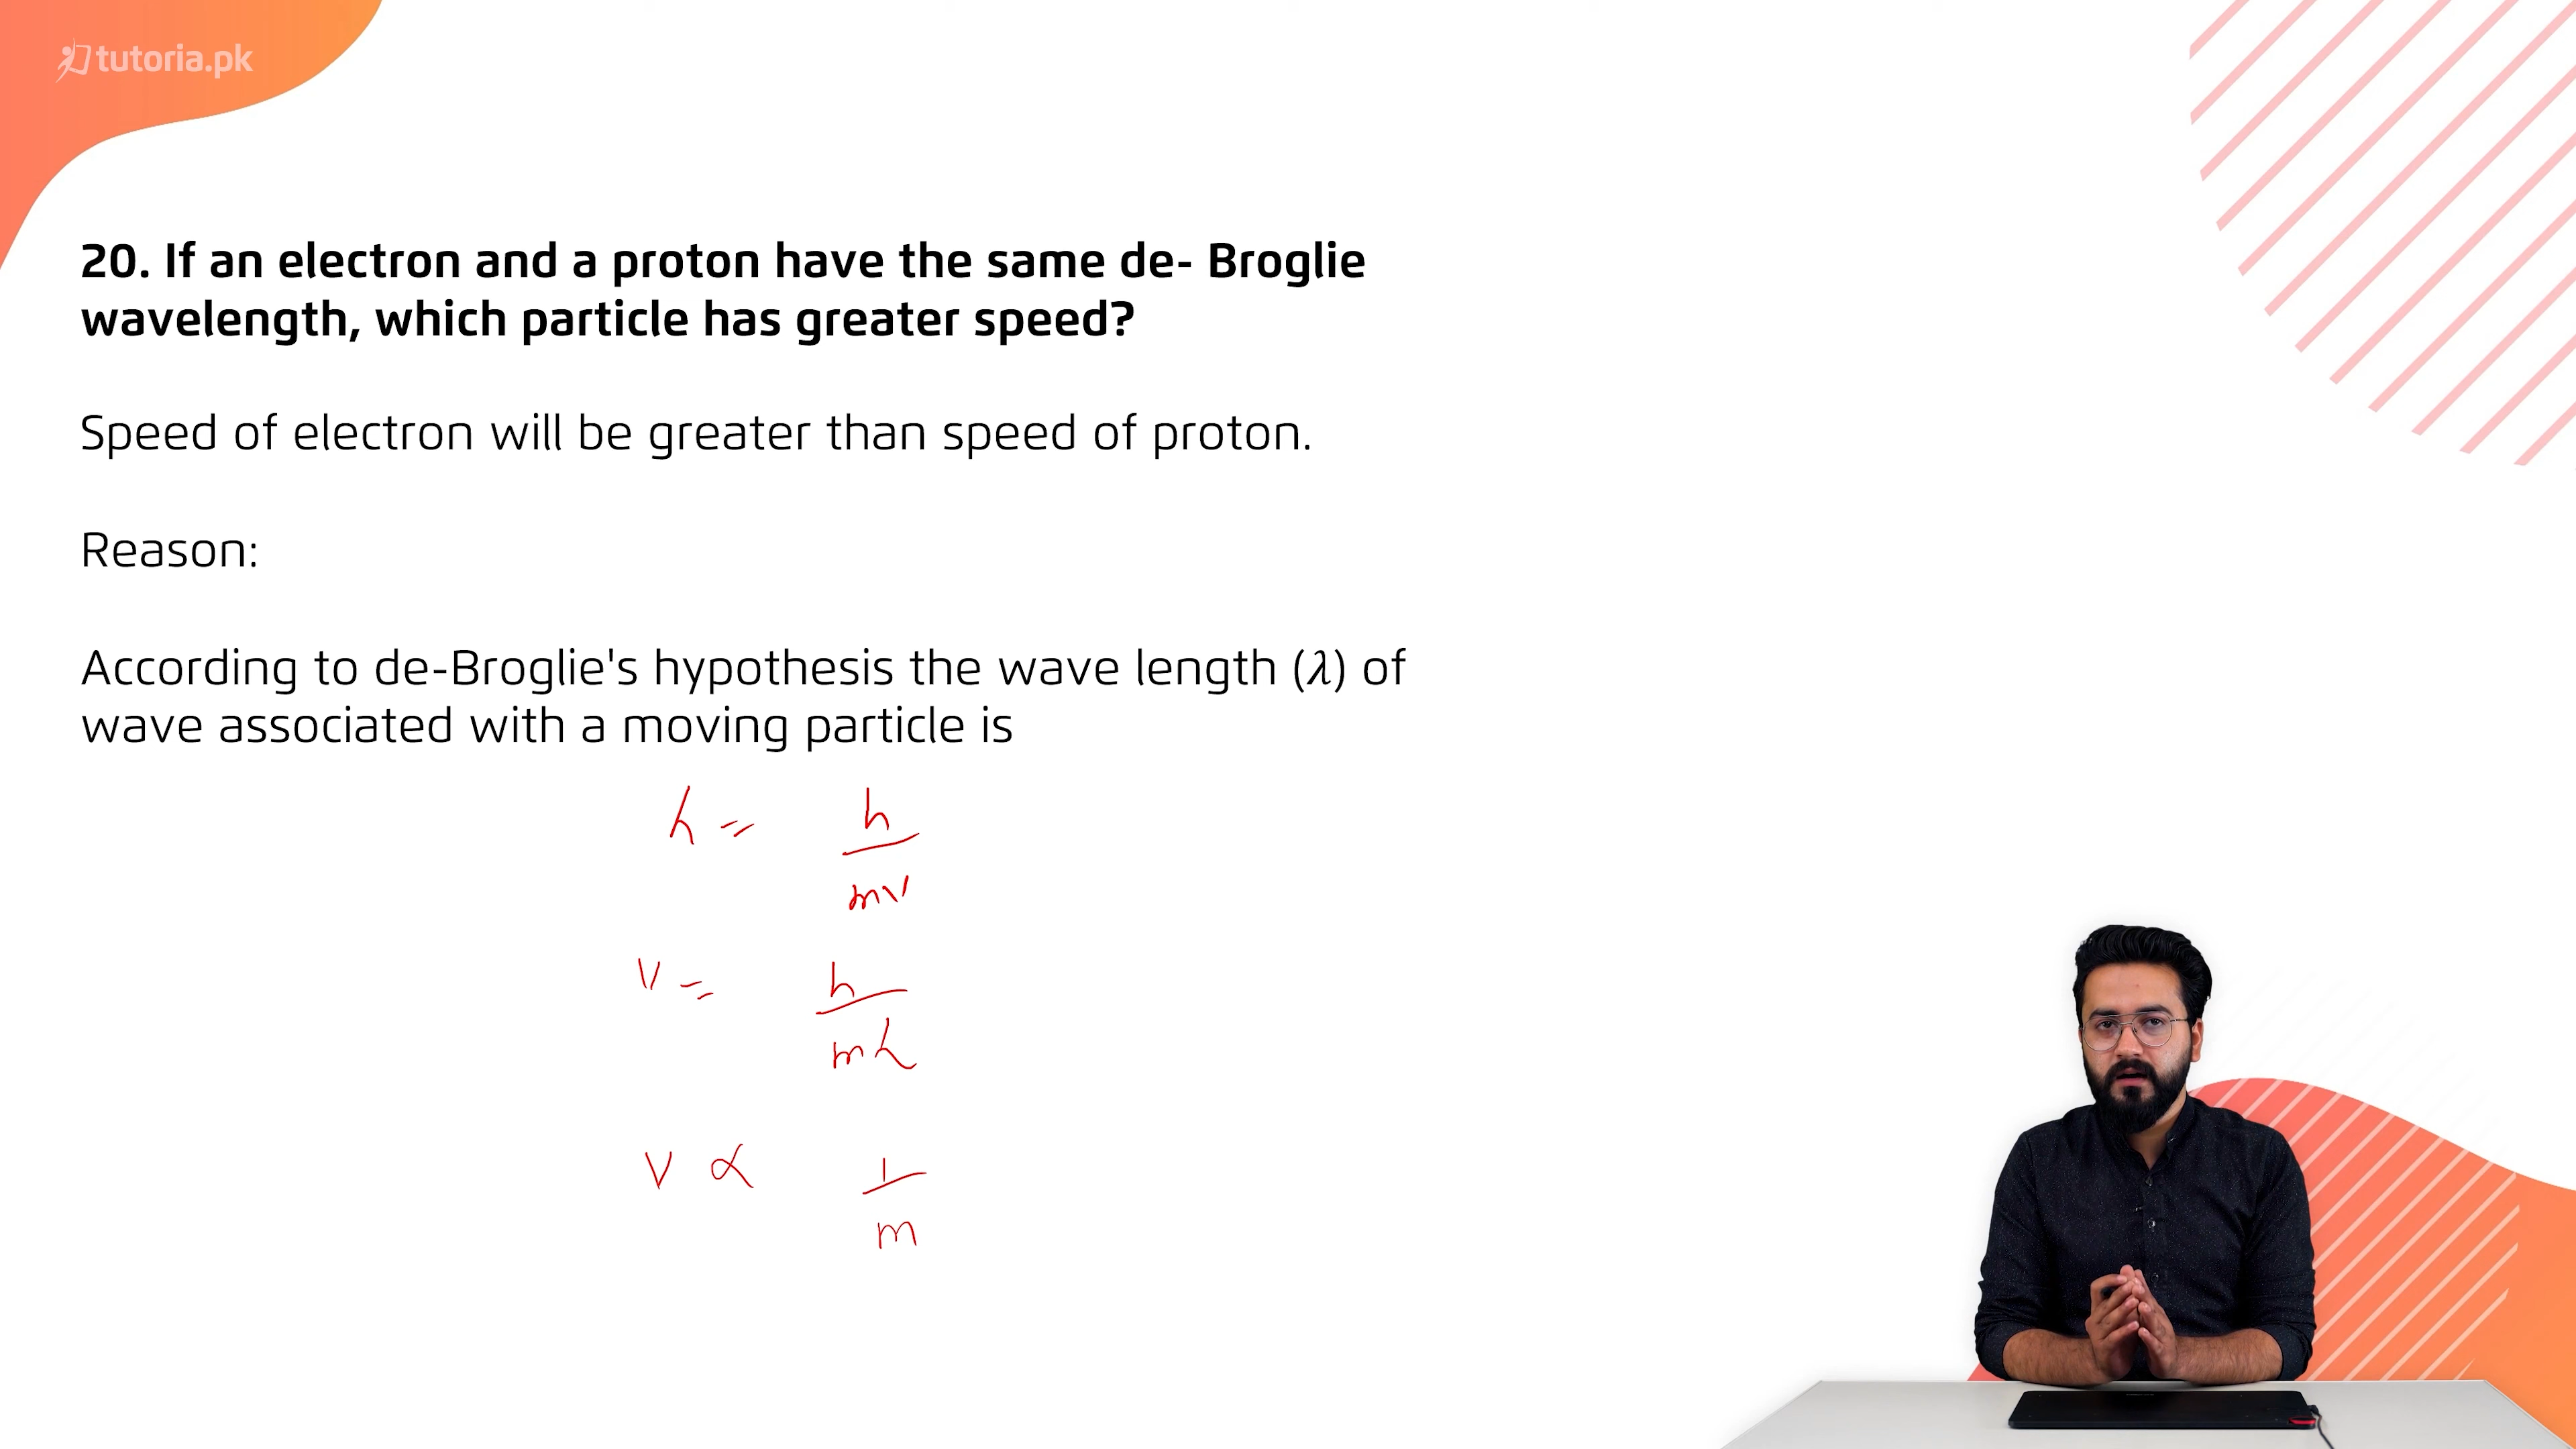 tutoria.pk
20. If an electron and a proton have the same de- Broglie
wavelength, which particle has greater speed?
Speed of electron will be greater than speed of proton.
Reason:
According to de-Broglie's hypothesis the wave length (λ) of
wave associated with a moving particle is
λ = h
mv
v = h
mλ
v ∝ 1
m